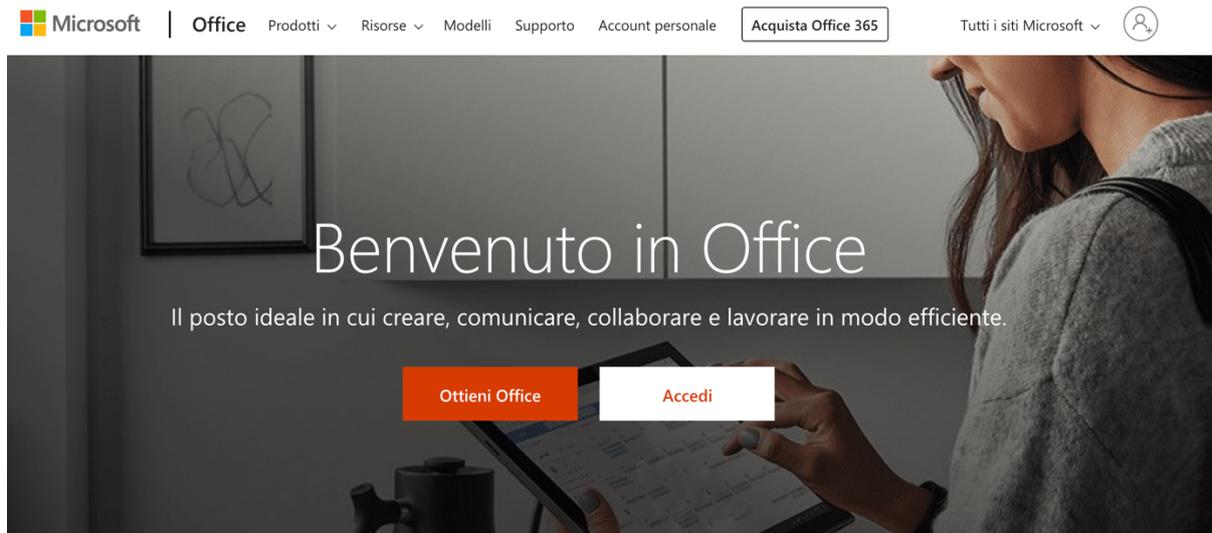 Microsoft | Office Prodotti Risorse Modelli Supporto Account personale Acquista Office 365 Tutti i siti Microsoft
Benvenuto in Office
Il posto ideale in cui creare, comunicare, collaborare e lavorare in modo efficiente.
Ottieni Office Accedi